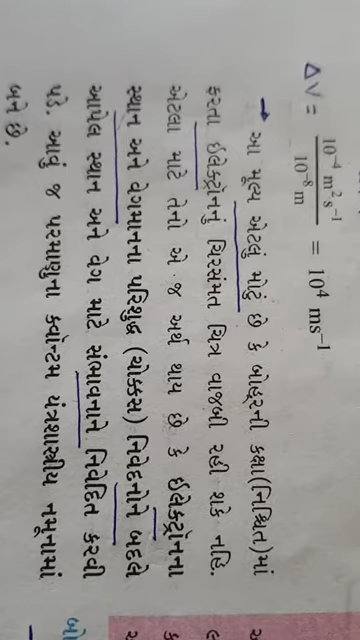 ΔV = 10⁻⁴ m² s⁻¹ / 10⁻⁸ m = 10⁴ ms⁻¹
→ આ મૂલ્ય એટલું મોટું છે કે બોહ્‌રની કક્ષા(નિશ્ચિત)માં
ફરતા ઇલેક્ટ્રોનનું ચિરસંમત ચિત્ર વાજબી રહી શકે નહિ.
એટલા માટે તેનો એ જ અર્થ થાય છે કે ઇલેક્ટ્રોનના
સ્થાન અને વેગમાનના પરિશુદ્ધ (ચોક્કસ) નિવેદનોને બદલે
આપેલ સ્થાન અને વેગ માટે સંભાવનાને નિવેદિત કરવી
પડે. આવું જ પરમાણુના ક્વૉન્ટમ યંત્રશાસ્ત્રીય નમૂનામાં
બને છે.